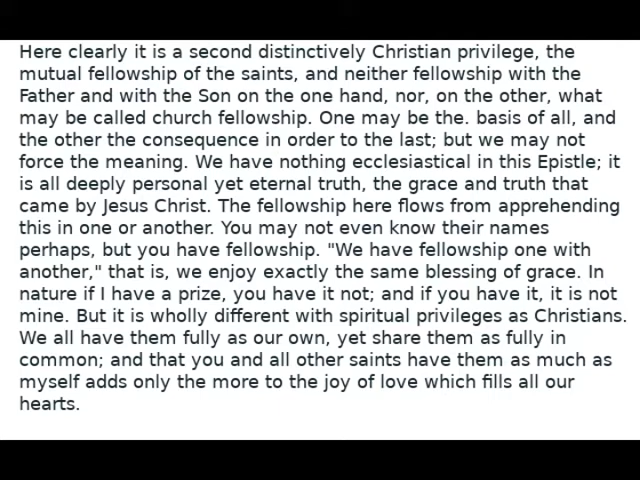 Here clearly it is a second distinctively Christian privilege, the
mutual fellowship of the saints, and neither fellowship with the
Father and with the Son on the one hand, nor, on the other, what
may be called church fellowship. One may be the. basis of all, and
the other the consequence in order to the last; but we may not
force the meaning. We have nothing ecclesiastical in this Epistle; it
is all deeply personal yet eternal truth, the grace and truth that
came by Jesus Christ. The fellowship here flows from apprehending
this in one or another. You may not even know their names
perhaps, but you have fellowship. "We have fellowship one with
another," that is, we enjoy exactly the same blessing of grace. In
nature if I have a prize, you have it not; and if you have it, it is not
mine. But it is wholly different with spiritual privileges as Christians.
We all have them fully as our own, yet share them as fully in
common; and that you and all other saints have them as much as
myself adds only the more to the joy of love which fills all our
hearts.